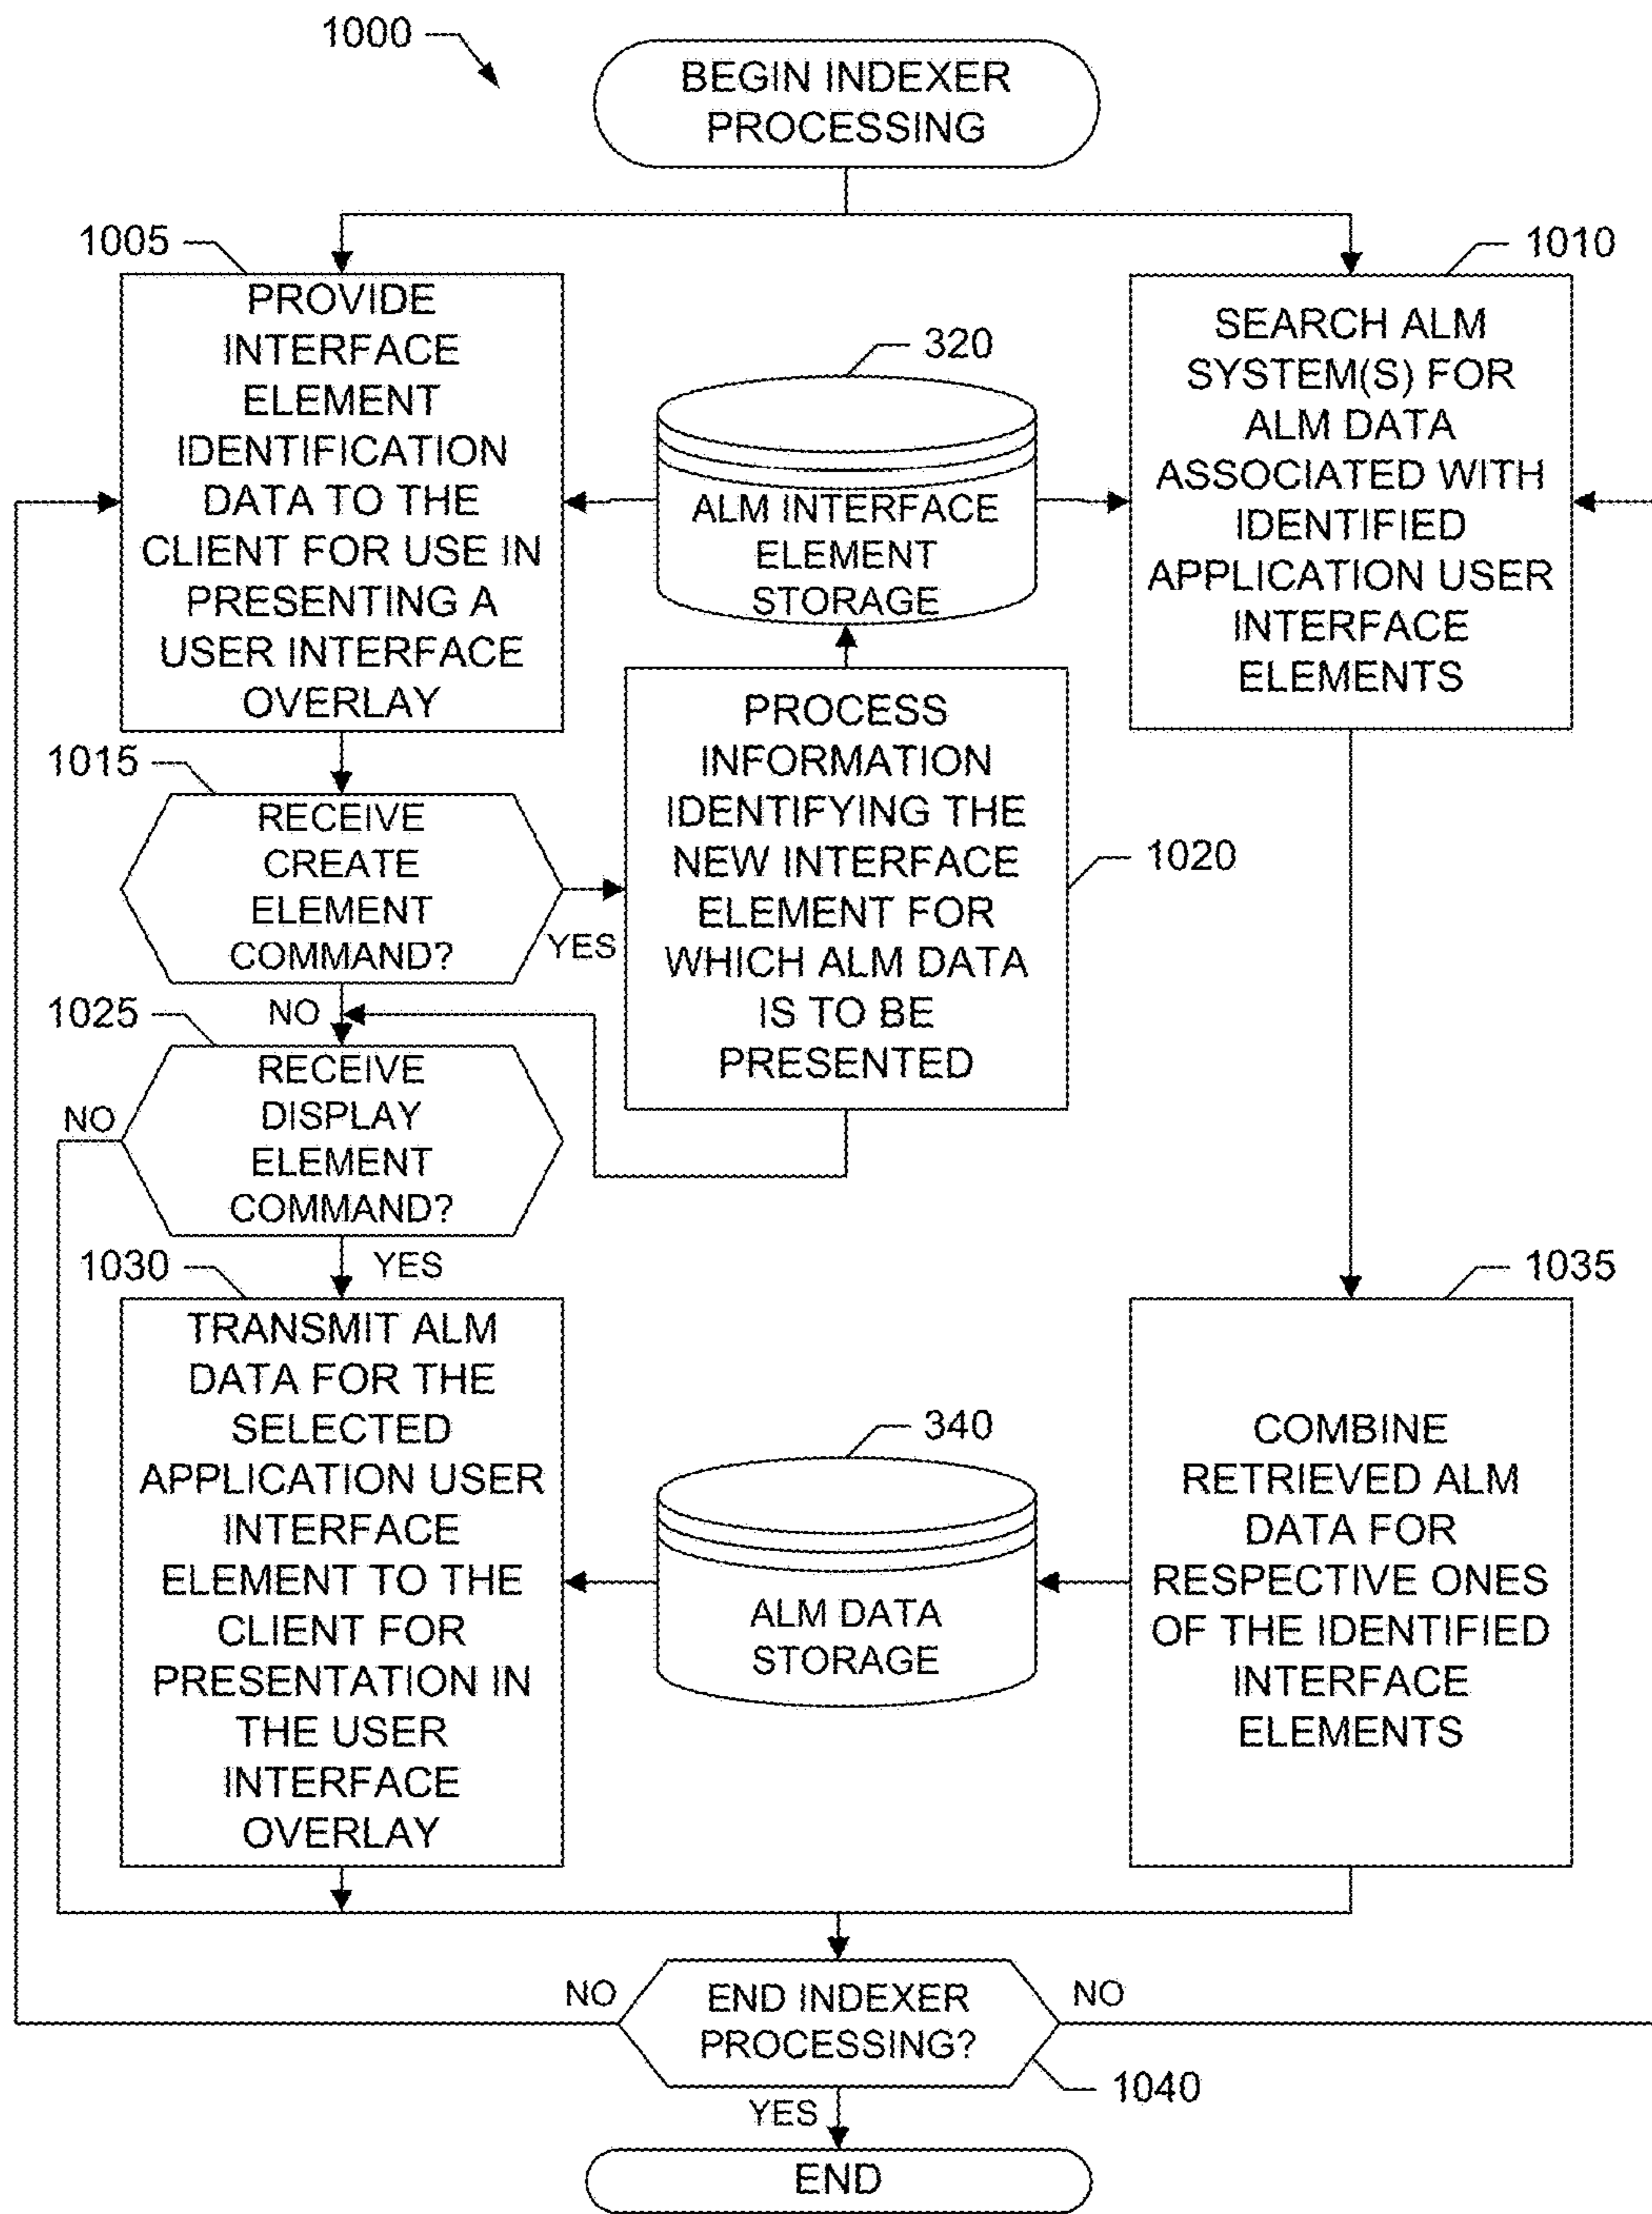 1000
BEGIN INDEXER
PROCESSING
1005
PROVIDE
INTERFACE
ELEMENT
IDENTIFICATION
DATA TO THE
CLIENT FOR USE IN
PRESENTING A
USER INTERFACE
OVERLAY
320
ALM INTERFACE
ELEMENT
STORAGE
1010
SEARCH ALM
SYSTEM(S) FOR
ALM DATA
ASSOCIATED WITH
IDENTIFIED
APPLICATION USER
INTERFACE
ELEMENTS
1015
RECEIVE
CREATE
ELEMENT
COMMAND?
YES
NO
PROCESS
INFORMATION
IDENTIFYING THE
NEW INTERFACE
ELEMENT FOR
WHICH ALM DATA
IS TO BE
PRESENTED
1020
1025
RECEIVE
DISPLAY
ELEMENT
COMMAND?
NO
YES
1030
TRANSMIT ALM
DATA FOR THE
SELECTED
APPLICATION USER
INTERFACE
ELEMENT TO THE
CLIENT FOR
PRESENTATION IN
THE USER
INTERFACE
OVERLAY
340
ALM DATA
STORAGE
1035
COMBINE
RETRIEVED ALM
DATA FOR
RESPECTIVE ONES
OF THE IDENTIFIED
INTERFACE
ELEMENTS
NO
END INDEXER
PROCESSING?
NO
1040
YES
END